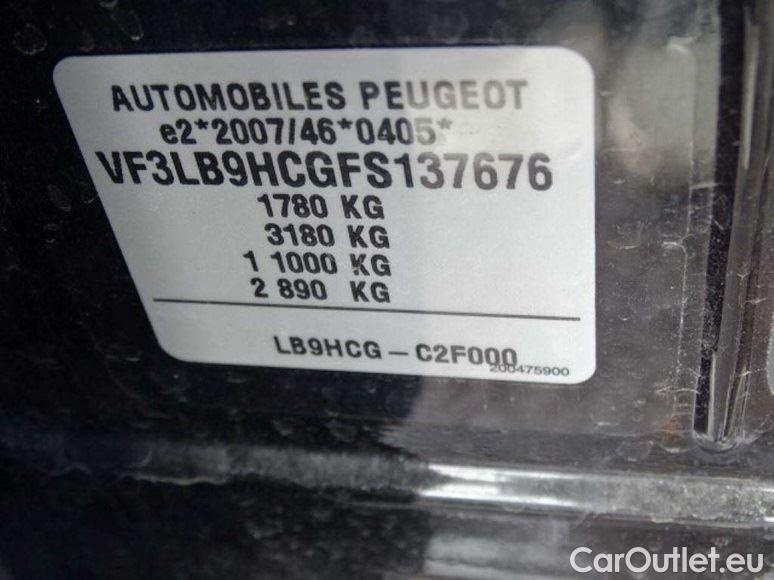 AUTOMOBILES PEUGEOT
e2*2007/46*0405*
VF3LB9HCGFS137676
1780 KG
3180 KG
1 1000 KG
2 890 KG
LB9HCG - C2F000
200475900
CarOutlet.eu